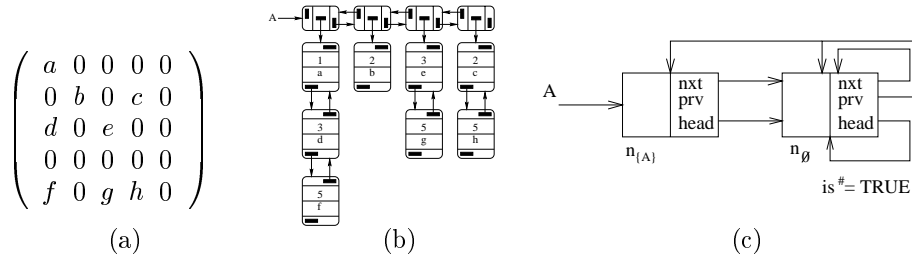 a 0 0 0 0
0 b 0 c 0
d 0 e 0 0
0 0 0 0 0
f 0 g h 0
(a)
A
1 2 3 2
a b e c
3 5 5
d g h
5
f
(b)
A
nxt nxt
prv prv
head head
n{A} n∅
is # = TRUE
(c)